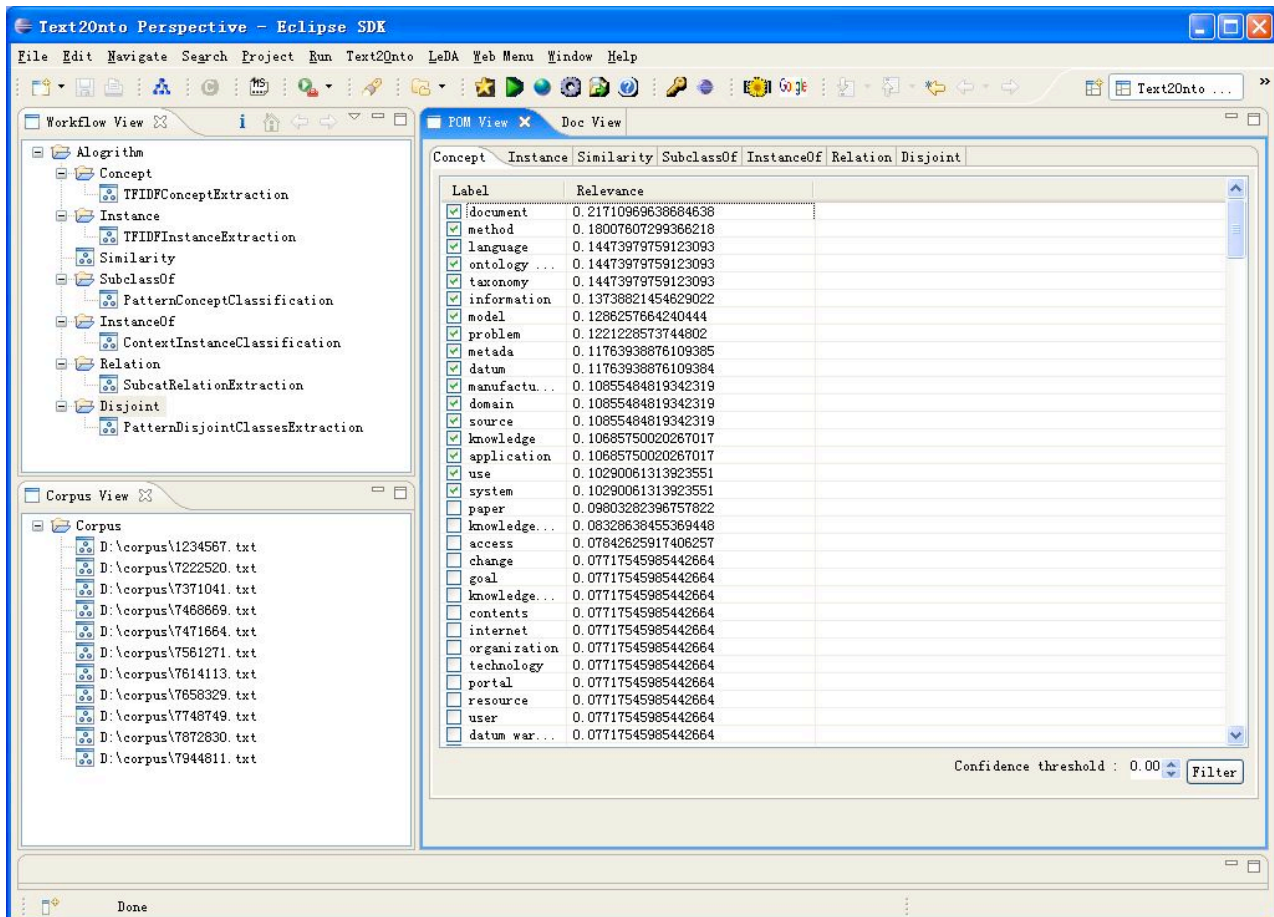 Text2Onto Perspective - Eclipse SDK
File Edit Navigate Search Project Run Text2Onto LeDA Web Menu Window Help
Text2Onto ...
Workflow View
Alogrithm
Concept
TFIDFConceptExtraction
Instance
TFIDFInstanceExtraction
Similarity
SubclassOf
PatternConceptClassification
InstanceOf
ContextInstanceClassification
Relation
SubcatRelationExtraction
Disjoint
PatternDisjointClassesExtraction
Corpus View
Corpus
D:\corpus\1234567.txt
D:\corpus\7222520.txt
D:\corpus\7371041.txt
D:\corpus\7468669.txt
D:\corpus\7471664.txt
D:\corpus\7561271.txt
D:\corpus\7614113.txt
D:\corpus\7658329.txt
D:\corpus\7748749.txt
D:\corpus\7872830.txt
D:\corpus\7944811.txt
POM View Doc View
Concept Instance Similarity SubclassOf InstanceOf Relation Disjoint
Label Relevance
document 0.21710969638684638
method 0.18007607299366218
language 0.14473979759123093
ontology ... 0.14473979759123093
taxonomy 0.14473979759123093
information 0.13738821454629022
model 0.1286257664240444
problem 0.1221228573744802
metada 0.11763938876109385
datum 0.11763938876109384
manufactu... 0.10855484819342319
domain 0.10855484819342319
source 0.10855484819342319
knowledge 0.10685750020267017
application 0.10685750020267017
use 0.10290061313923551
system 0.10290061313923551
paper 0.09803282396757822
knowledge... 0.08328638455369448
access 0.07842625917406257
change 0.07717545985442664
goal 0.07717545985442664
knowledge... 0.07717545985442664
contents 0.07717545985442664
internet 0.07717545985442664
organization 0.07717545985442664
technology 0.07717545985442664
portal 0.07717545985442664
resource 0.07717545985442664
user 0.07717545985442664
datum war... 0.07717545985442664
Confidence threshold : 0.00 Filter
Done